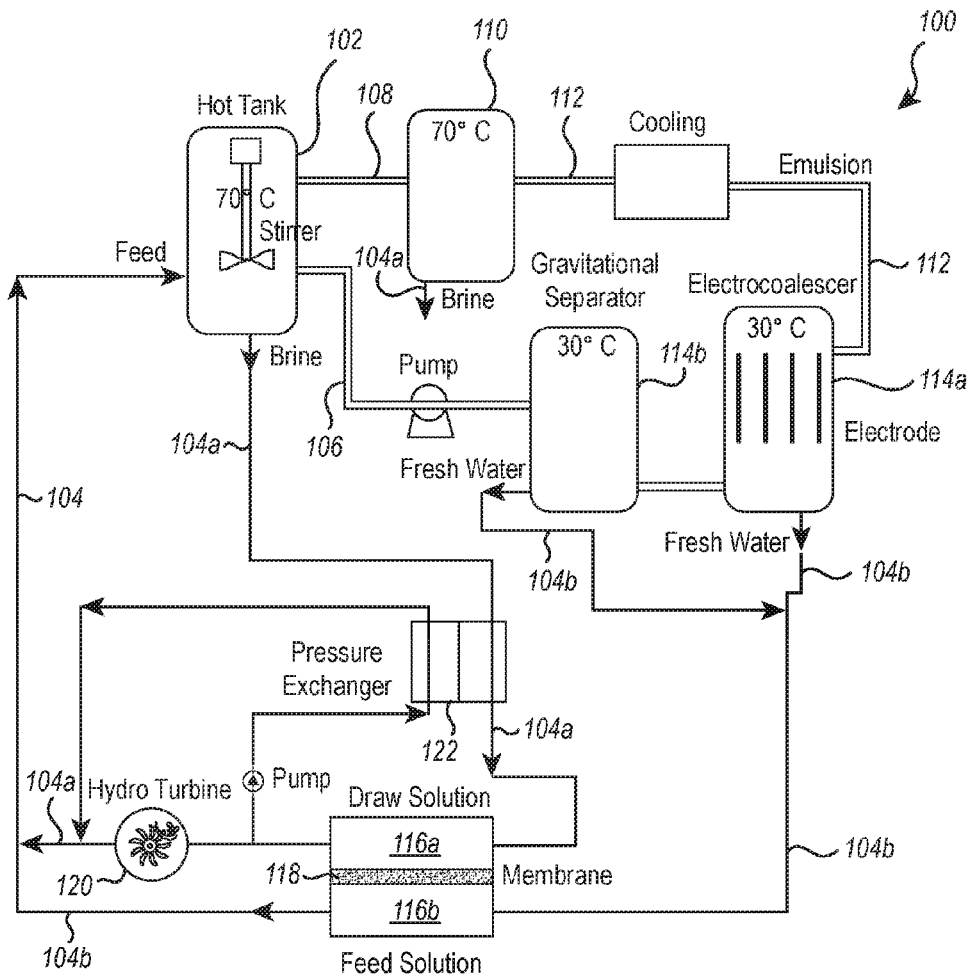 100
102
110
Hot Tank
108
70° C
112
Cooling
Emulsion
70° C
Stirrer
Feed
104a
Brine
Gravitational
Separator
Electrocoalescer
112
30° C
30° C
114b
114a
Brine
Pump
106
Electrode
104a
104
Fresh Water
Fresh Water
104b
104b
Pressure
Exchanger
122
104a
Pump
104a
Hydro Turbine
Draw Solution
116a
120
118
Membrane
104b
116b
104b
Feed Solution